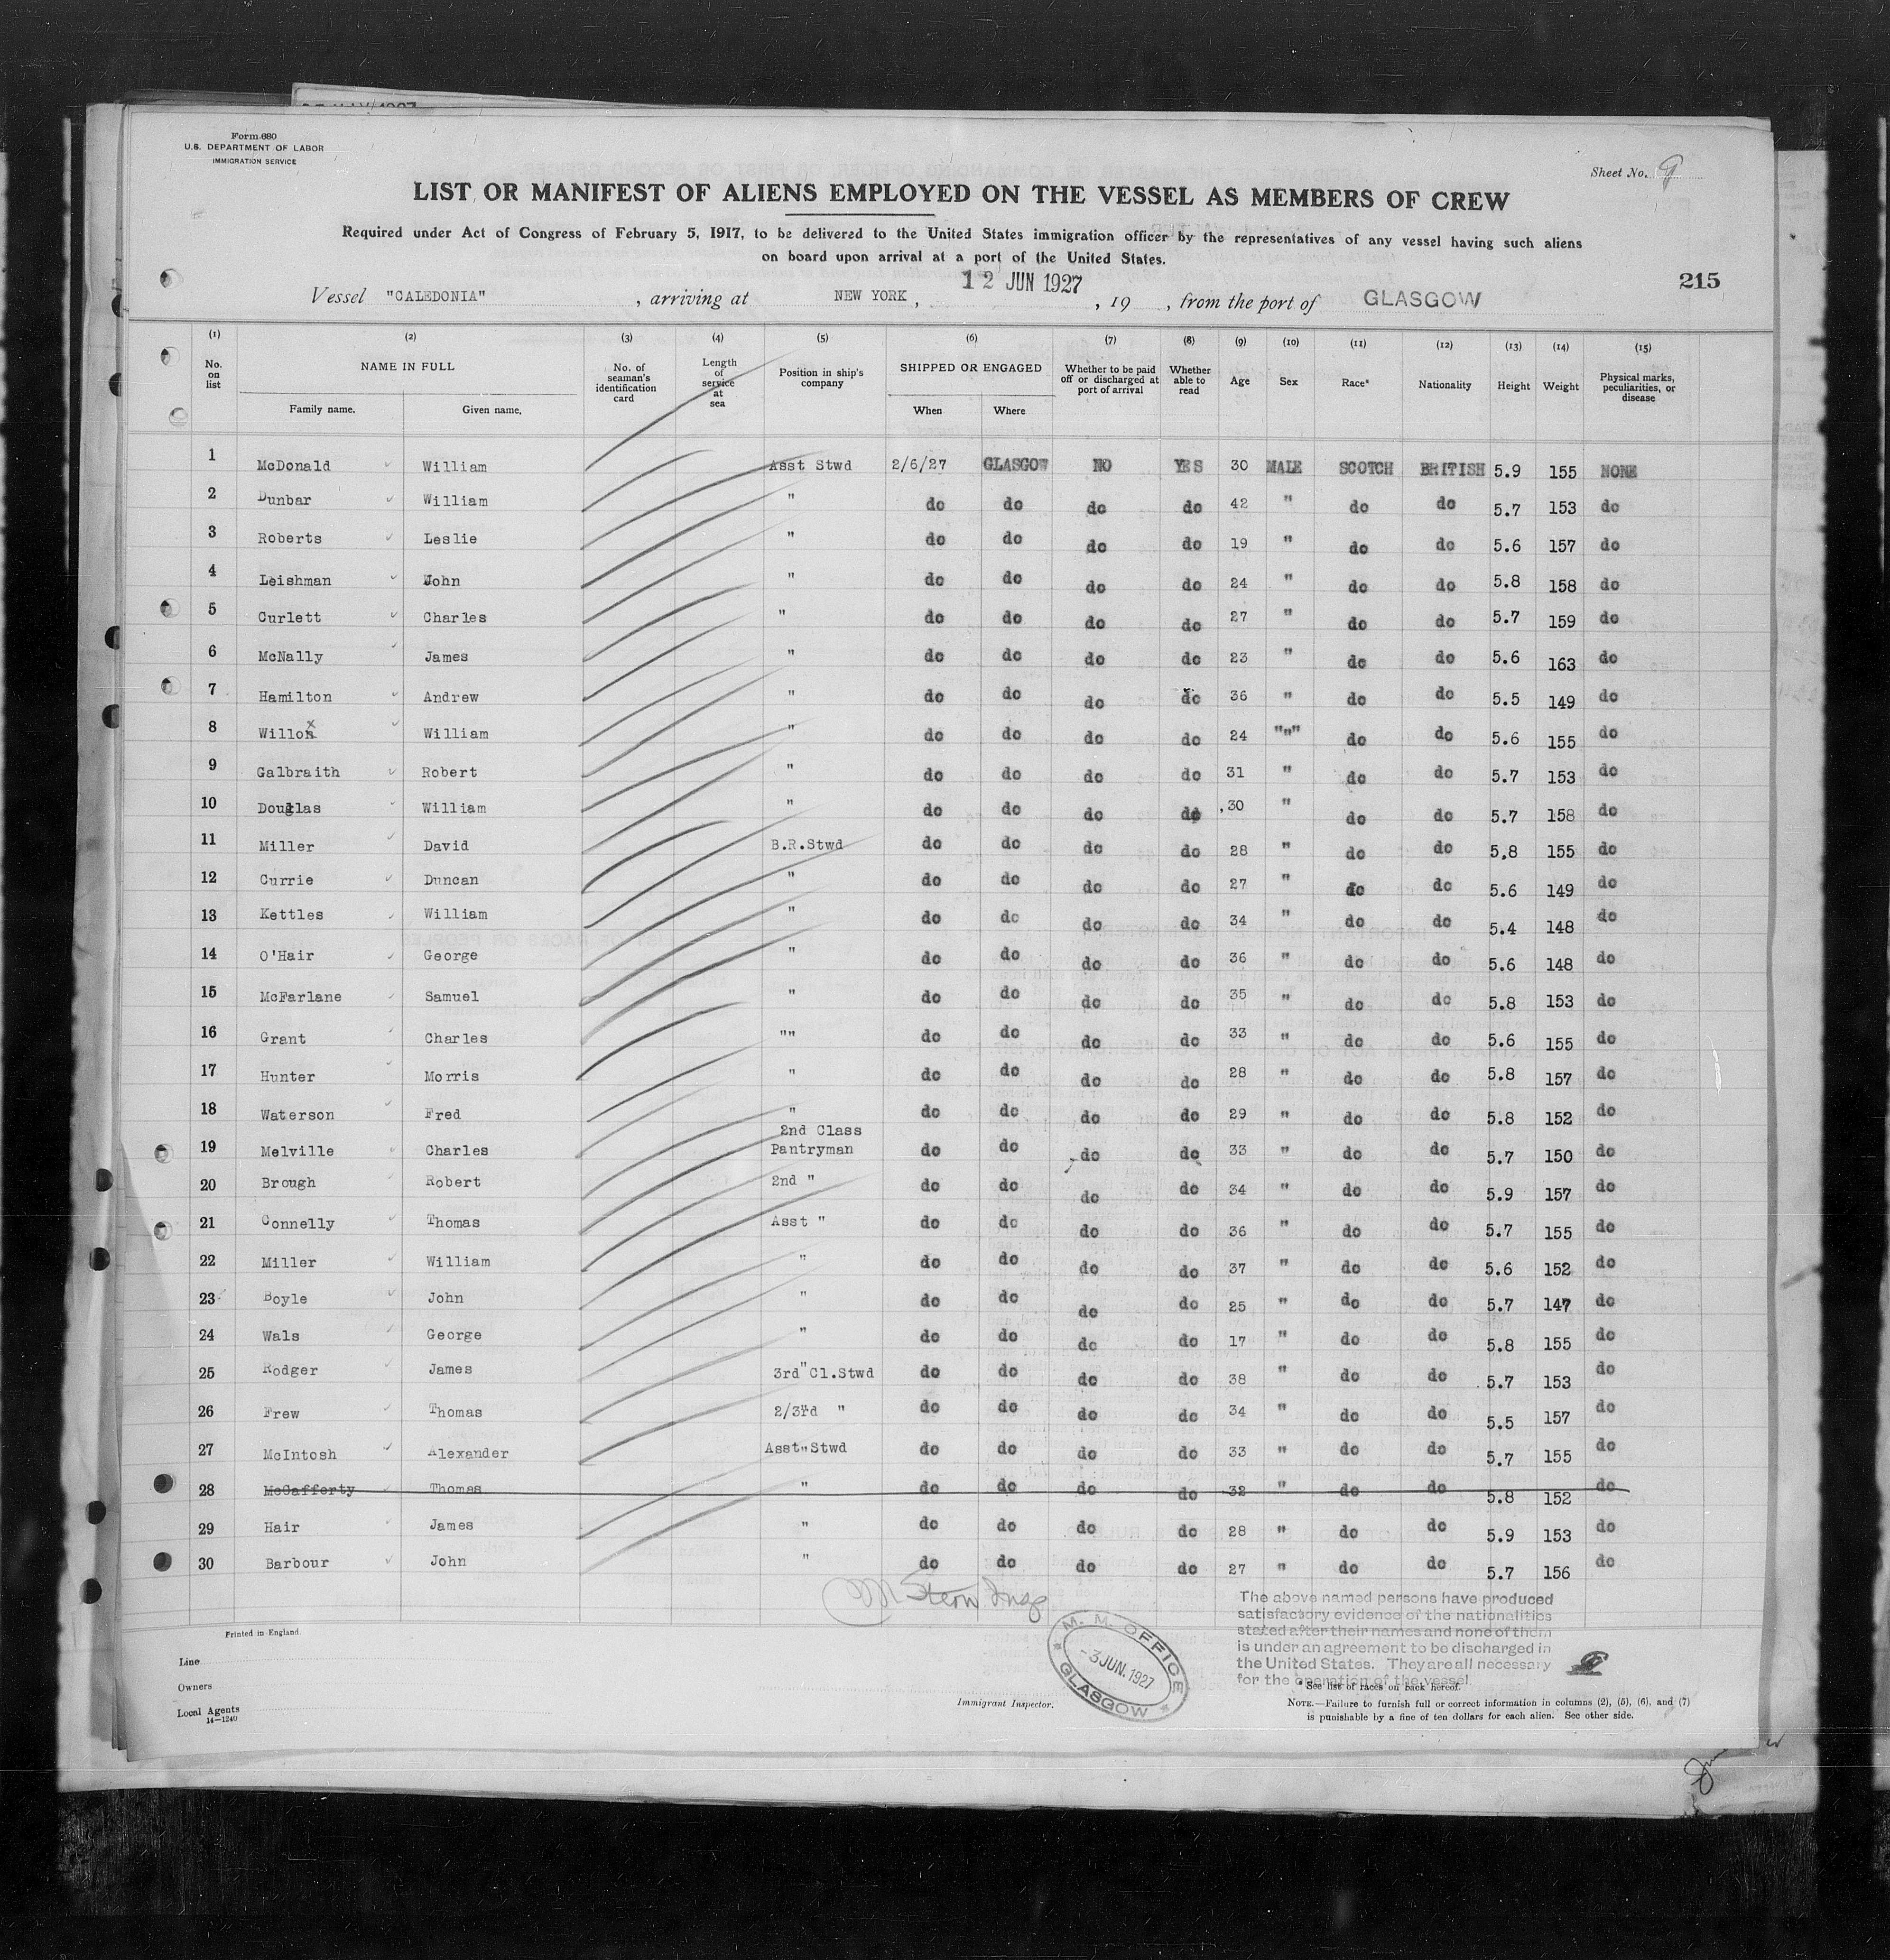 Form 680
U.S. DEPARTMENT OF LABOR
IMMIGRATION SERVICE
Sheet No. 9
LIST OR MANIFEST OF ALIENS EMPLOYED ON THE VESSEL AS MEMBERS OF CREW
Required under Act of Congress of February 5, 1917, to be delivered to the United States immigration officer by the representatives of any vessel having such aliens
on board upon arrival at a port of the United States.
215
Vessel "CALEDONIA" , arriving at NEW YORK , 12 JUN 1927 , 19 , from the port of GLASGOW
(1) (2) (3) (4) (5) (6) (7) (8) (9) (10) (11) (12) (13) (14) (15)
No. on list NAME IN FULL No. of seaman's identification card Length of service at sea Position in ship's company SHIPPED OR ENGAGED Whether to be paid off or discharged at port of arrival Whether able to read Age Sex Race* Nationality Height Weight Physical marks, peculiarities, or disease
Family name. Given name. When Where
1 McDonald William Asst Stwd 2/6/27 GLASGOW NO YES 30 MALE SCOTCH BRITISH 5.9 155 NONE
2 Dunbar William " do do do do 42 " do do 5.7 153 do
3 Roberts Leslie " do do do do 19 " do do 5.6 157 do
4 Leishman John " do do do do 24 " do do 5.8 158 do
5 Curlett Charles " do do do do 27 " do do 5.7 159 do
6 McNally James " do do do do 23 " do do 5.6 163 do
7 Hamilton Andrew " do do do do 36 " do do 5.5 149 do
8 Willox William " do do do do 24 """ do do 5.6 155 do
9 Galbraith Robert " do do do do 31 " do do 5.7 153 do
10 Douglas William " do do do do 30 " do do 5.7 158 do
11 Miller David B.R.Stwd do do do do 28 " do do 5.8 155 do
12 Currie Duncan " do do do do 27 " do do 5.6 149 do
13 Kettles William " do do do do 34 " do do 5.4 148 do
14 O'Hair George " do do do do 36 " do do 5.6 148 do
15 McFarlane Samuel " do do do do 35 " do do 5.8 153 do
16 Grant Charles "" do do do do 33 " do do 5.6 155 do
17 Hunter Morris " do do do do 28 " do do 5.8 157 do
18 Waterson Fred " do do do do 29 " do do 5.8 152 do
2nd Class
19 Melville Charles Pantryman do do do do 33 " do do 5.7 150 do
20 Brough Robert 2nd " do do do do 34 " do do 5.9 157 do
21 Connelly Thomas Asst " do do do do 36 " do do 5.7 155 do
22 Miller William " do do do do 37 " do do 5.6 152 do
23 Boyle John " do do do do 25 " do do 5.7 147 do
24 Wals George " do do do do 17 " do do 5.8 155 do
25 Rodger James 3rd" Cl.Stwd do do do do 38 " do do 5.7 153 do
26 Frew Thomas 2/3rd " do do do do 34 " do do 5.5 157 do
27 McIntosh Alexander Asst"Stwd do do do do 33 " do do 5.7 155 do
28 McCafferty Thomas " do do do do 32 " do do 5.8 152 do
29 Hair James " do do do do 28 " do do 5.9 153 do
30 Barbour John " do do do do 27 " do do 5.7 156 do
M Stern Insp
The above named persons have produced
satisfactory evidence of the nationalities
stated after their names and none of them
is under an agreement to be discharged in
the United States. They are all necessary
for the operation of the vessel.
M. M. OFFICE
-3 JUN. 1927
GLASGOW
Printed in England.
Line
Owners
Local Agents
14—1240
Immigrant Inspector.
*See list of races on back hereof.
NOTE.—Failure to furnish full or correct information in columns (2), (5), (6), and (7)
is punishable by a fine of ten dollars for each alien. See other side.